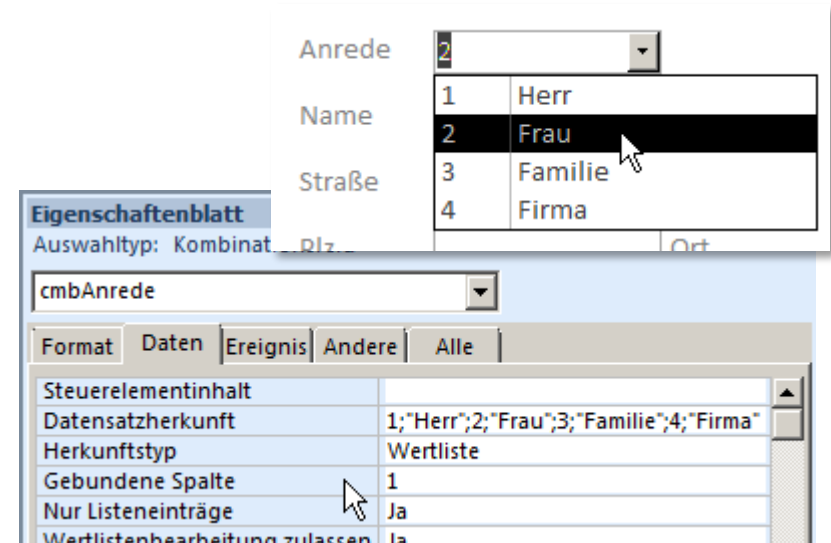 Anrede 2
1 Herr
Name
2 Frau
Straße
3 Familie
4 Firma
Ort
Eigenschaftenblatt
Auswahltyp:
cmbAnrede
Format Daten Ereignis Andere Alle
Steuerelementinhalt
Datensatzherkunft 1;"Herr";2;"Frau";3;"Familie";4;"Firma"
Herkunftstyp Wertliste
Gebundene Spalte 1
Nur Listeneinträge Ja
Wertlistenbearbeitung zulassen Ja